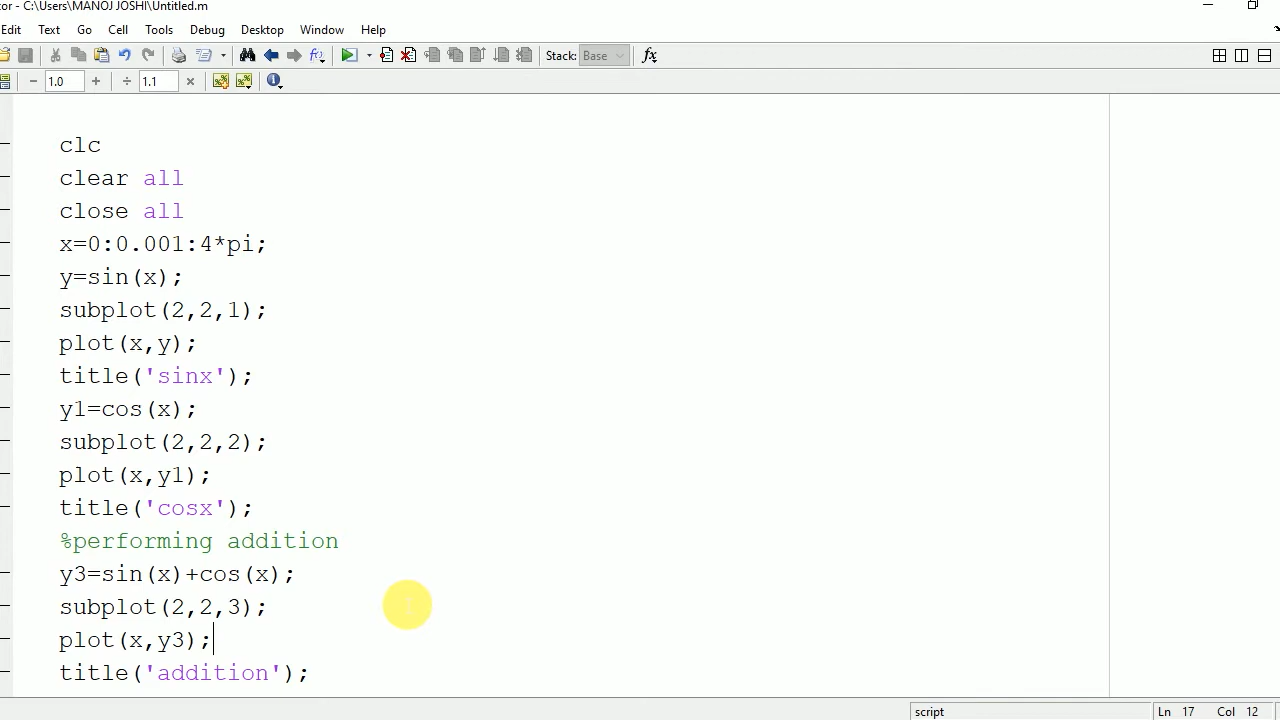 tor - C:\Users\MANOJ JOSHI\Untitled.m
Edit Text Go Cell Tools Debug Desktop Window Help
Stack: Base fx
− 1.0 + ÷ 1.1 ×
clc
clear all
close all
x=0:0.001:4*pi;
y=sin(x);
subplot(2,2,1);
plot(x,y);
title('sinx');
y1=cos(x);
subplot(2,2,2);
plot(x,y1);
title('cosx');
%performing addition
y3=sin(x)+cos(x);
subplot(2,2,3);
plot(x,y3);
title('addition');
script Ln 17 Col 12